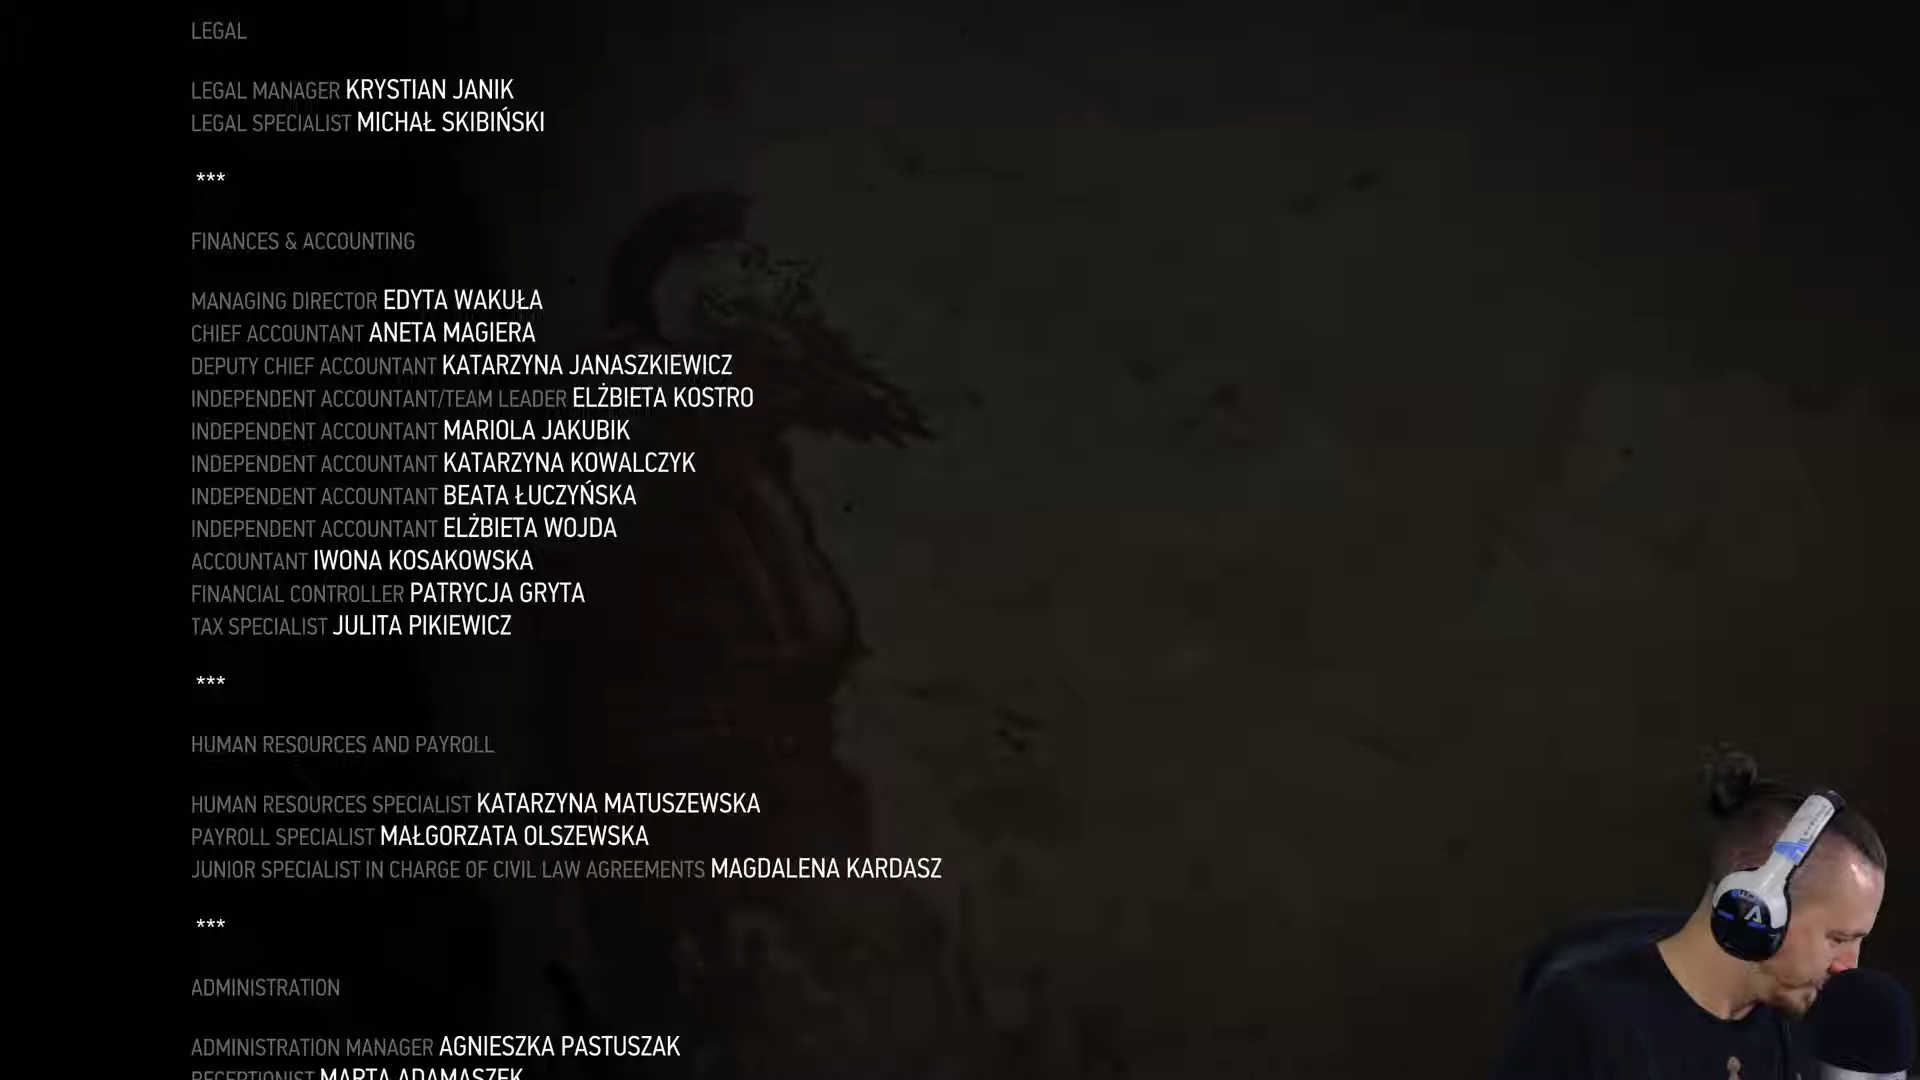 LEGAL
LEGAL MANAGER KRYSTIAN JANIK
LEGAL SPECIALIST MICHAŁ SKIBIŃSKI
***
FINANCES & ACCOUNTING
MANAGING DIRECTOR EDYTA WAKUŁA
CHIEF ACCOUNTANT ANETA MAGIERA
DEPUTY CHIEF ACCOUNTANT KATARZYNA JANASZKIEWICZ
INDEPENDENT ACCOUNTANT/TEAM LEADER ELŻBIETA KOSTRO
INDEPENDENT ACCOUNTANT MARIOLA JAKUBIK
INDEPENDENT ACCOUNTANT KATARZYNA KOWALCZYK
INDEPENDENT ACCOUNTANT BEATA ŁUCZYŃSKA
INDEPENDENT ACCOUNTANT ELŻBIETA WOJDA
ACCOUNTANT IWONA KOSAKOWSKA
FINANCIAL CONTROLLER PATRYCJA GRYTA
TAX SPECIALIST JULITA PIKIEWICZ
***
HUMAN RESOURCES AND PAYROLL
HUMAN RESOURCES SPECIALIST KATARZYNA MATUSZEWSKA
PAYROLL SPECIALIST MAŁGORZATA OLSZEWSKA
JUNIOR SPECIALIST IN CHARGE OF CIVIL LAW AGREEMENTS MAGDALENA KARDASZ
***
ADMINISTRATION
ADMINISTRATION MANAGER AGNIESZKA PASTUSZAK
RECEPTIONIST MARTA ADAMASZEK